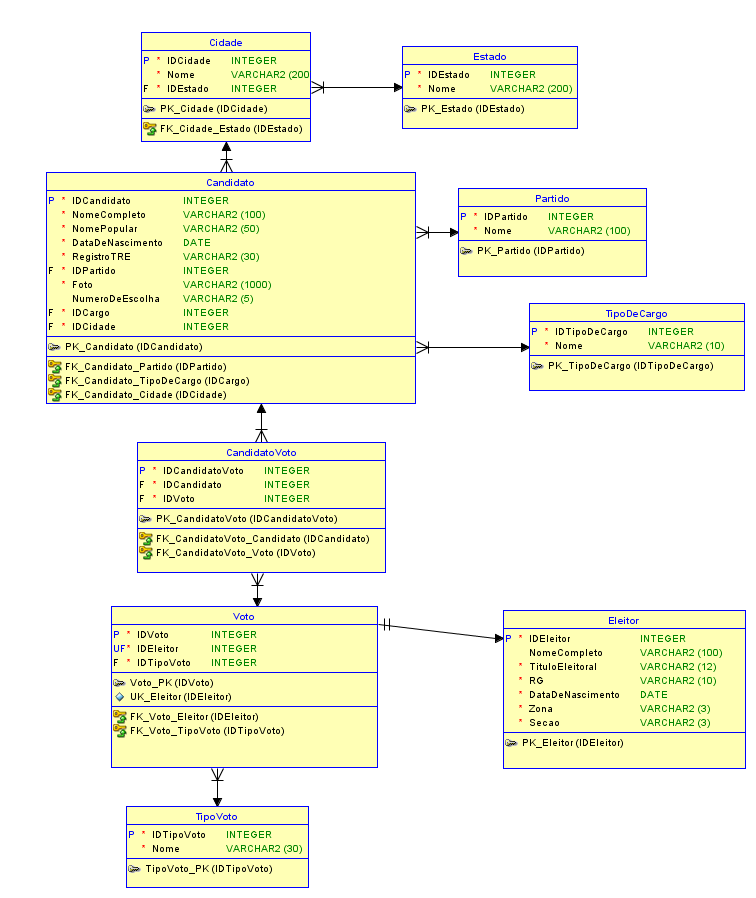 Cidade
P * IDCidade INTEGER
* Nome VARCHAR2 (200
F * IDEstado INTEGER
PK_Cidade (IDCidade)
FK_Cidade_Estado (IDEstado)
Estado
P * IDEstado INTEGER
* Nome VARCHAR2 (200)
PK_Estado (IDEstado)
Candidato
P * IDCandidato INTEGER
* NomeCompleto VARCHAR2 (100)
* NomePopular VARCHAR2 (50)
* DataDeNascimento DATE
* RegistroTRE VARCHAR2 (30)
F * IDPartido INTEGER
* Foto VARCHAR2 (1000)
NumeroDeEscolha VARCHAR2 (5)
F * IDCargo INTEGER
F * IDCidade INTEGER
PK_Candidato (IDCandidato)
FK_Candidato_Partido (IDPartido)
FK_Candidato_TipoDeCargo (IDCargo)
FK_Candidato_Cidade (IDCidade)
Partido
P * IDPartido INTEGER
* Nome VARCHAR2 (100)
PK_Partido (IDPartido)
TipoDeCargo
P * IDTipoDeCargo INTEGER
* Nome VARCHAR2 (10)
PK_TipoDeCargo (IDTipoDeCargo)
CandidatoVoto
P * IDCandidatoVoto INTEGER
F * IDCandidato INTEGER
F * IDVoto INTEGER
PK_CandidatoVoto (IDCandidatoVoto)
FK_CandidatoVoto_Candidato (IDCandidato)
FK_CandidatoVoto_Voto (IDVoto)
Voto
P * IDVoto INTEGER
UF* IDEleitor INTEGER
F * IDTipoVoto INTEGER
Voto_PK (IDVoto)
UK_Eleitor (IDEleitor)
FK_Voto_Eleitor (IDEleitor)
FK_Voto_TipoVoto (IDTipoVoto)
Eleitor
P * IDEleitor INTEGER
NomeCompleto VARCHAR2 (100)
* TituloEleitoral VARCHAR2 (12)
* RG VARCHAR2 (10)
* DataDeNascimento DATE
* Zona VARCHAR2 (3)
* Secao VARCHAR2 (3)
PK_Eleitor (IDEleitor)
TipoVoto
P * IDTipoVoto INTEGER
* Nome VARCHAR2 (30)
TipoVoto_PK (IDTipoVoto)